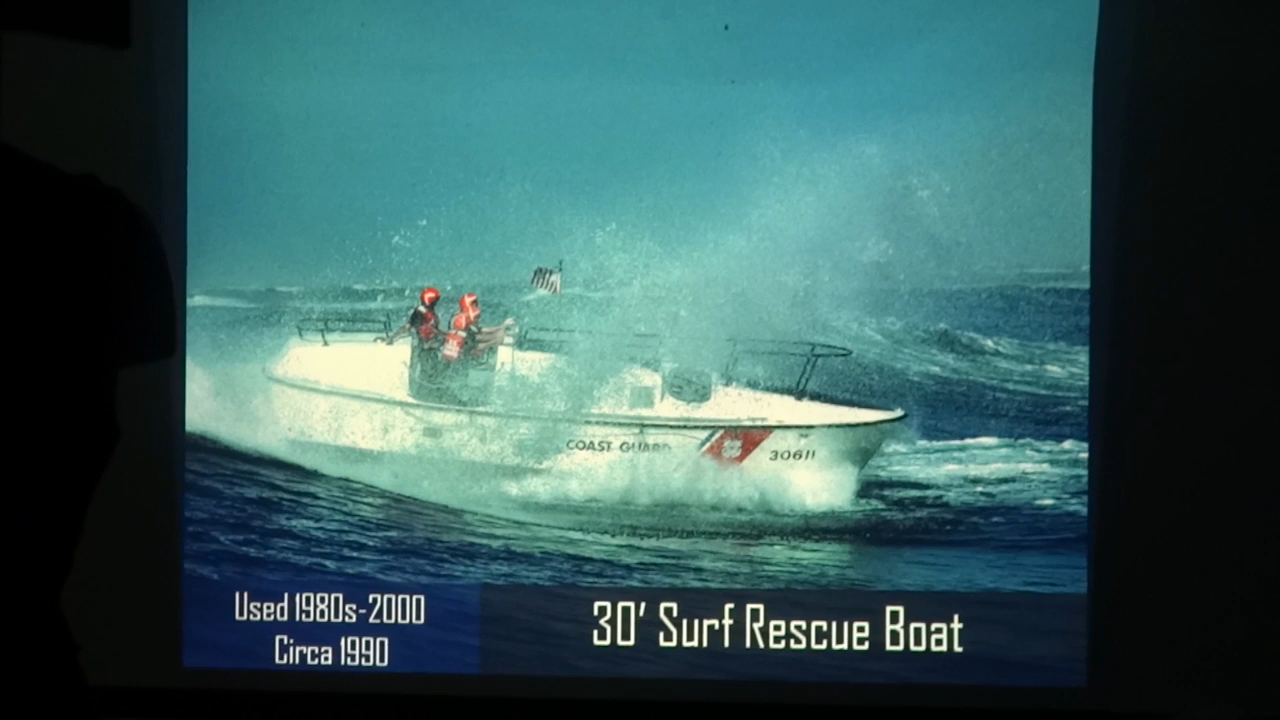 COAST GUARD
30611
Used 1980s-2000
Circa 1990
30' Surf Rescue Boat